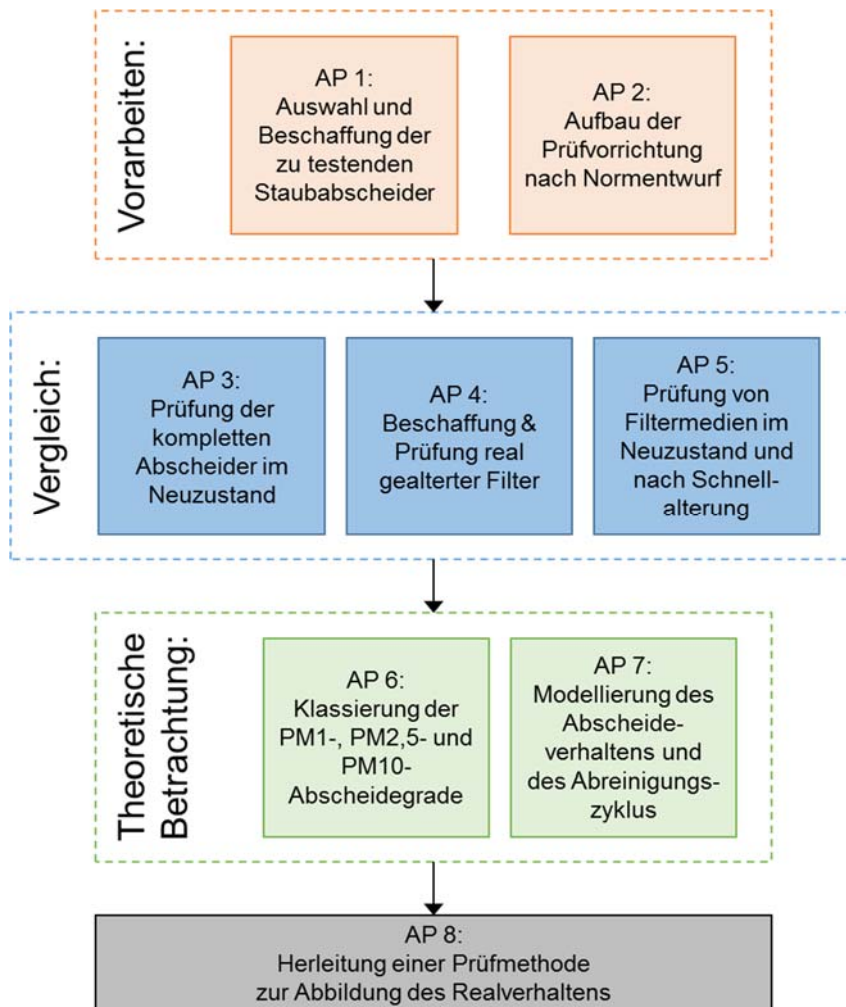 Vorarbeiten:
AP 1:
Auswahl und
Beschaffung der
zu testenden
Staubabscheider
AP 2:
Aufbau der
Prüfvorrichtung
nach Normentwurf
Vergleich:
AP 3:
Prüfung der
kompletten
Abscheider im
Neuzustand
AP 4:
Beschaffung &
Prüfung real
gealterter Filter
AP 5:
Prüfung von
Filtermedien im
Neuzustand und
nach Schnell-
alterung
Theoretische
Betrachtung:
AP 6:
Klassierung der
PM1-, PM2,5- und
PM10-
Abscheidegrade
AP 7:
Modellierung des
Abscheide-
verhaltens und
des Abreinigungs-
zyklus
AP 8:
Herleitung einer Prüfmethode
zur Abbildung des Realverhaltens